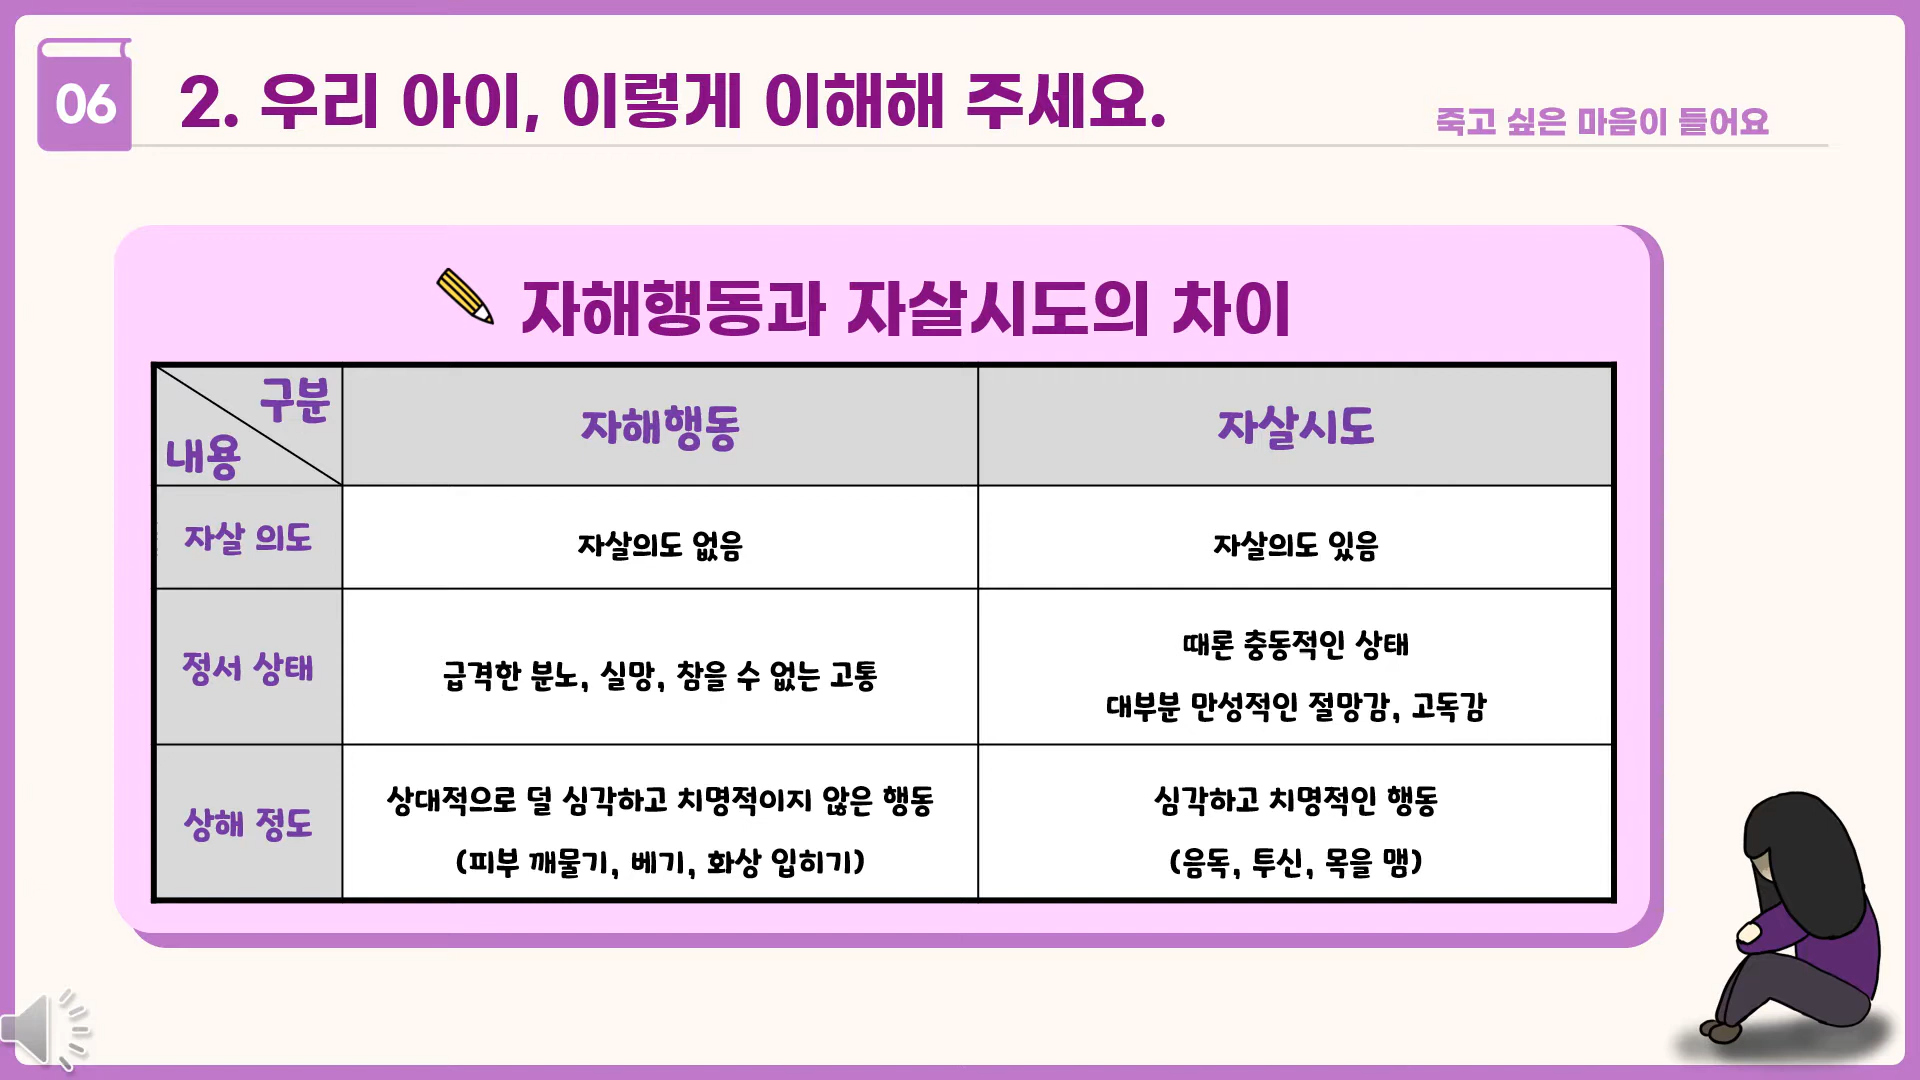 06
2. 우리 아이, 이렇게 이해해 주세요.
죽고 싶은 마음이 들어요
자해행동과 자살시도의 차이
구분
내용
자해행동
자살시도
자살 의도
자살의도 없음
자살의도 있음
정서 상태
급격한 분노, 실망, 참을 수 없는 고통
때론 충동적인 상태
대부분 만성적인 절망감, 고독감
상해 정도
상대적으로 덜 심각하고 치명적이지 않은 행동
(피부 깨물기, 베기, 화상 입히기)
심각하고 치명적인 행동
(음독, 투신, 목을 맴)